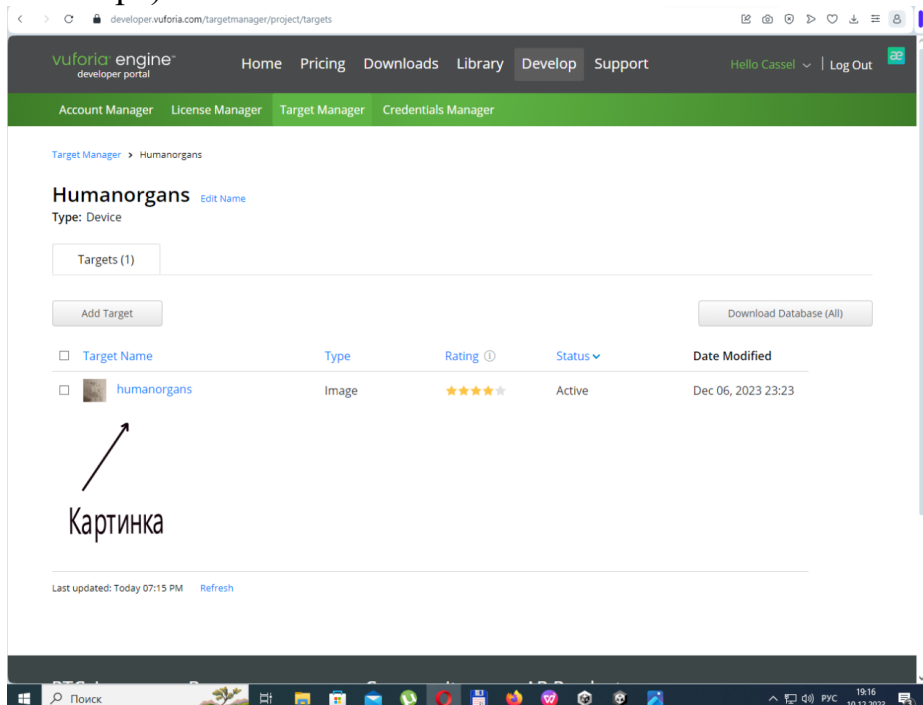 developer.vuforia.com/targetmanager/project/targets
vuforia engine
developer portal
Home Pricing Downloads Library Develop Support
Hello Cassel | Log Out
æ
Account Manager License Manager Target Manager Credentials Manager
Target Manager > Humanorgans
Humanorgans Edit Name
Type: Device
Targets (1)
Add Target
Download Database (All)
Target Name Type Rating Status Date Modified
humanorgans Image Active Dec 06, 2023 23:23
Картинка
Last updated: Today 07:15 PM Refresh
Поиск
РУС 19:16
10.12.2023